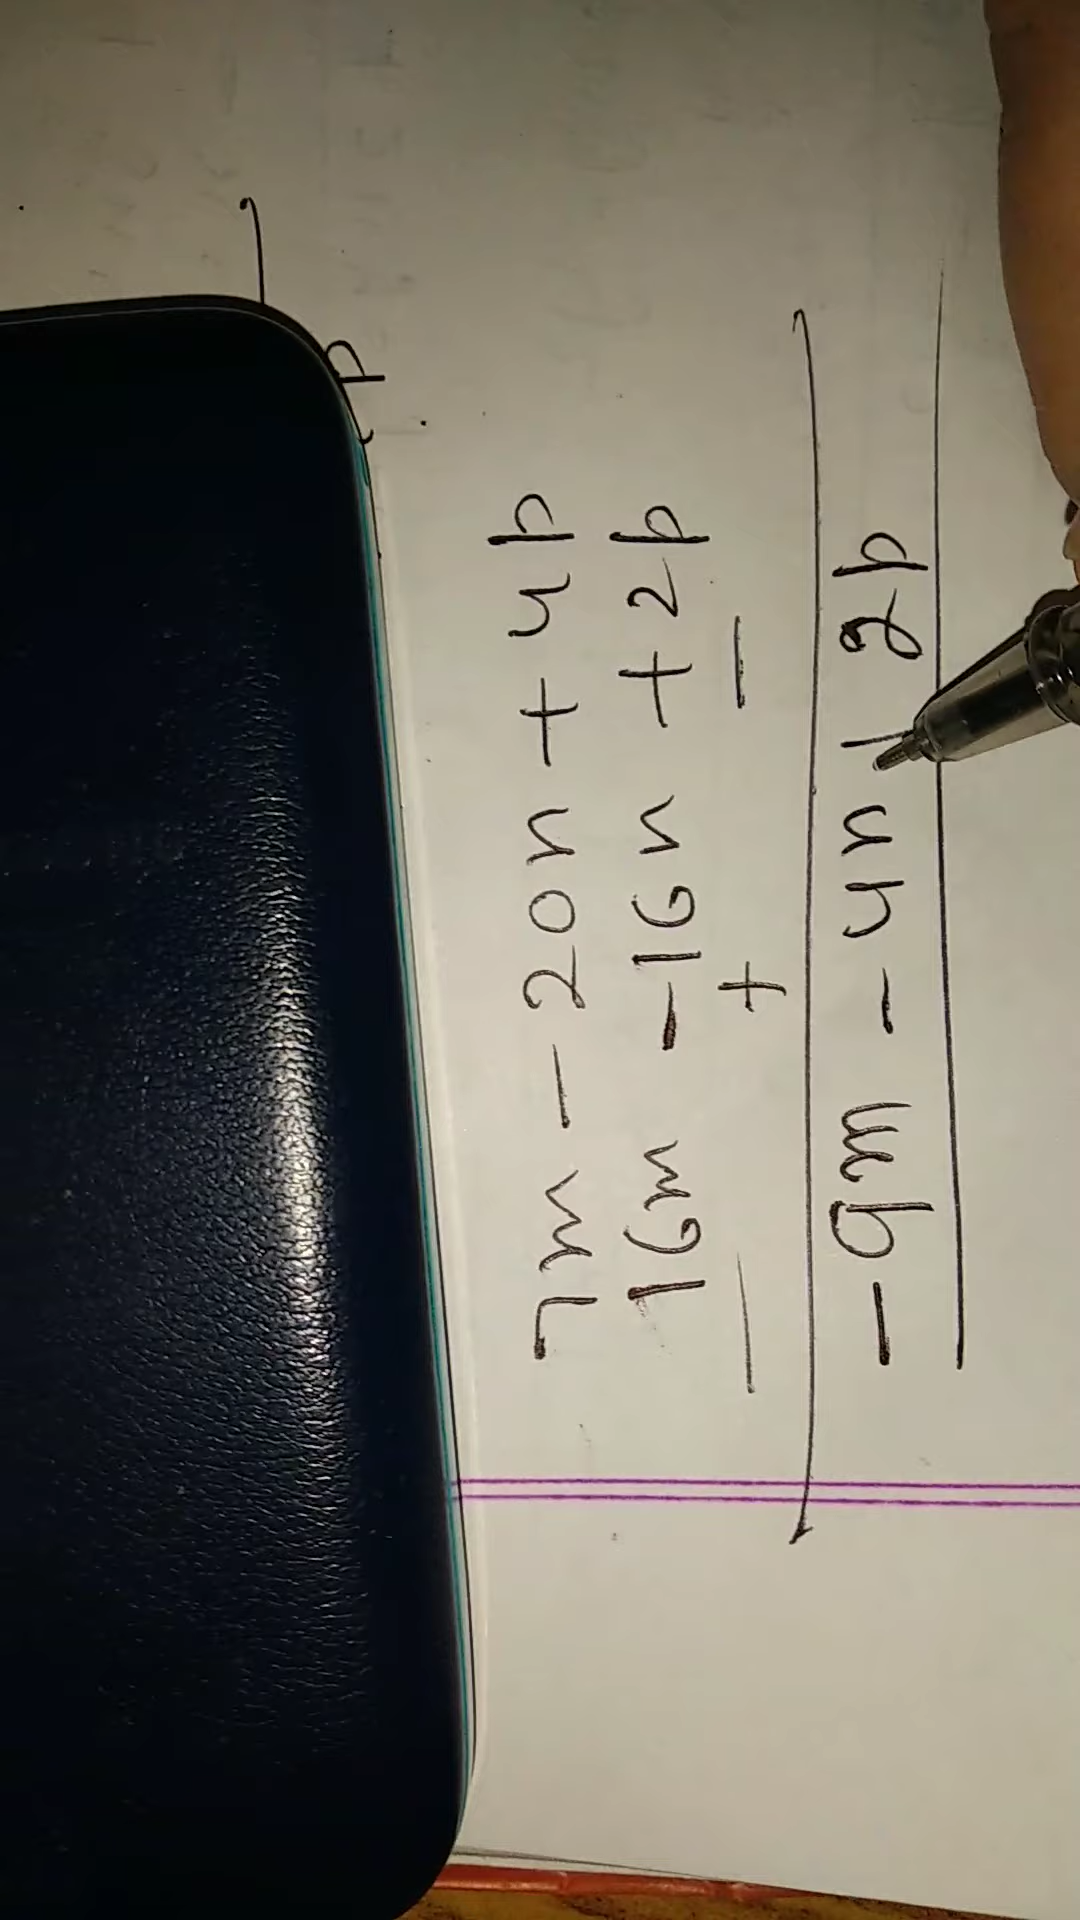 p
7m - 20n + 4p
16m - 16n + 2p
- + -
- 9m - 4n 2p